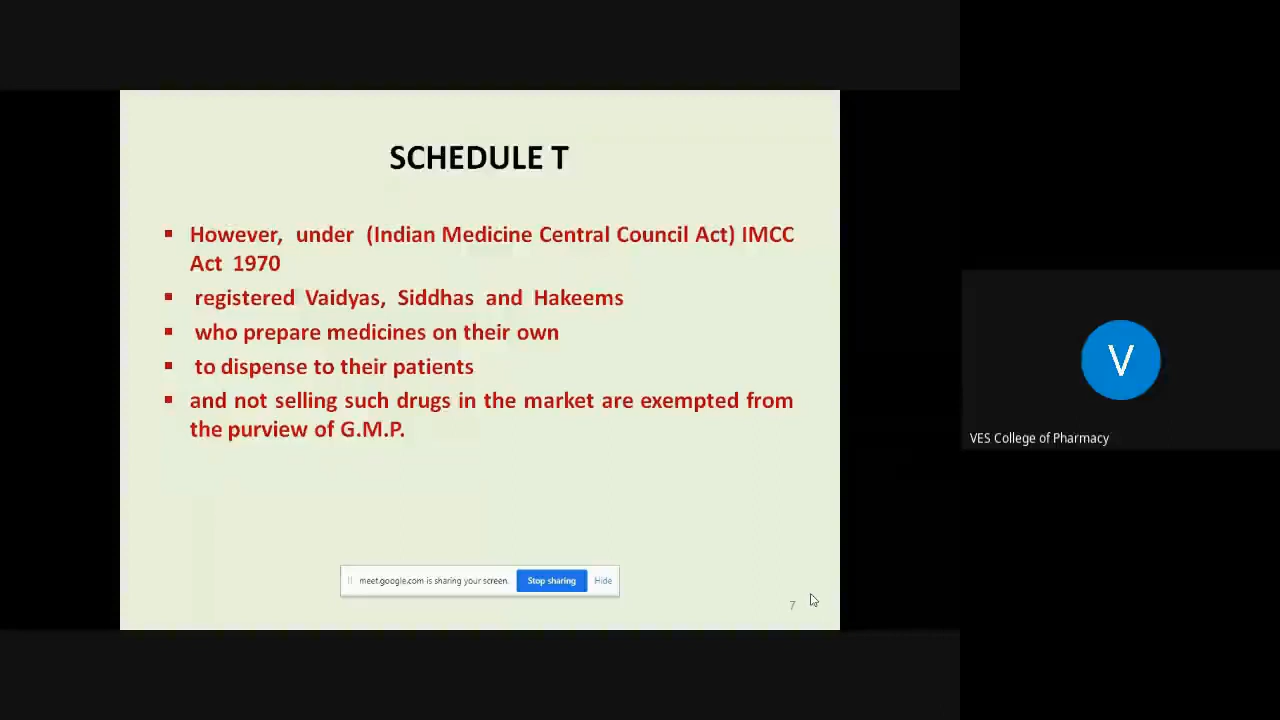 SCHEDULE T
▪ However, under (Indian Medicine Central Council Act) IMCC
Act 1970
▪ registered Vaidyas, Siddhas and Hakeems
▪ who prepare medicines on their own
▪ to dispense to their patients
▪ and not selling such drugs in the market are exempted from
the purview of G.M.P.
meet.google.com is sharing your screen. Stop sharing Hide
7
V
VES College of Pharmacy